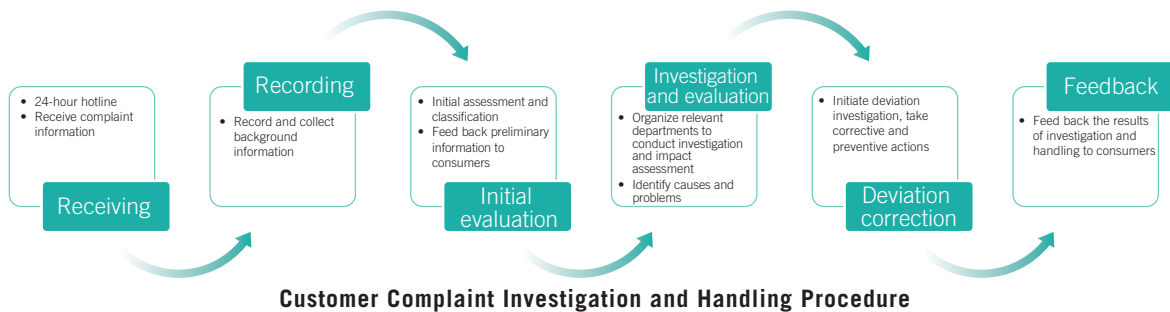 • 24-hour hotline
• Receive complaint
information
Receiving
Recording
• Record and collect
background
information
• Initial assessment and
classification
• Feed back preliminary
information to
consumers
Initial
evaluation
Investigation
and evaluation
• Organize relevant
departments to
conduct investigation
and impact
assessment
• Identify causes and
problems
• Initiate deviation
investigation, take
corrective and
preventive actions
Deviation
correction
Feedback
• Feed back the results
of investigation and
handling to consumers
Customer Complaint Investigation and Handling Procedure